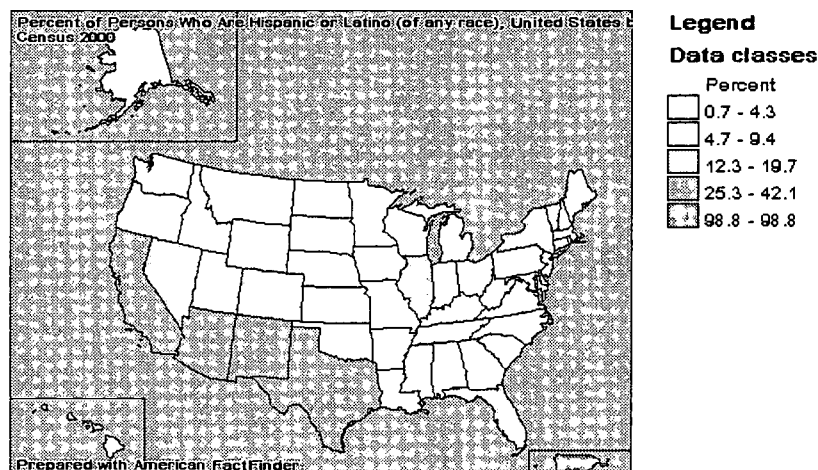 Percent of Persons Who Are Hispanic or Latino (of any race), United States b
Census 2000
Legend
Data classes
Percent
0.7 - 4.3
4.7 - 9.4
12.3 - 19.7
25.3 - 42.1
98.8 - 98.8
Prepared with American FactFinder